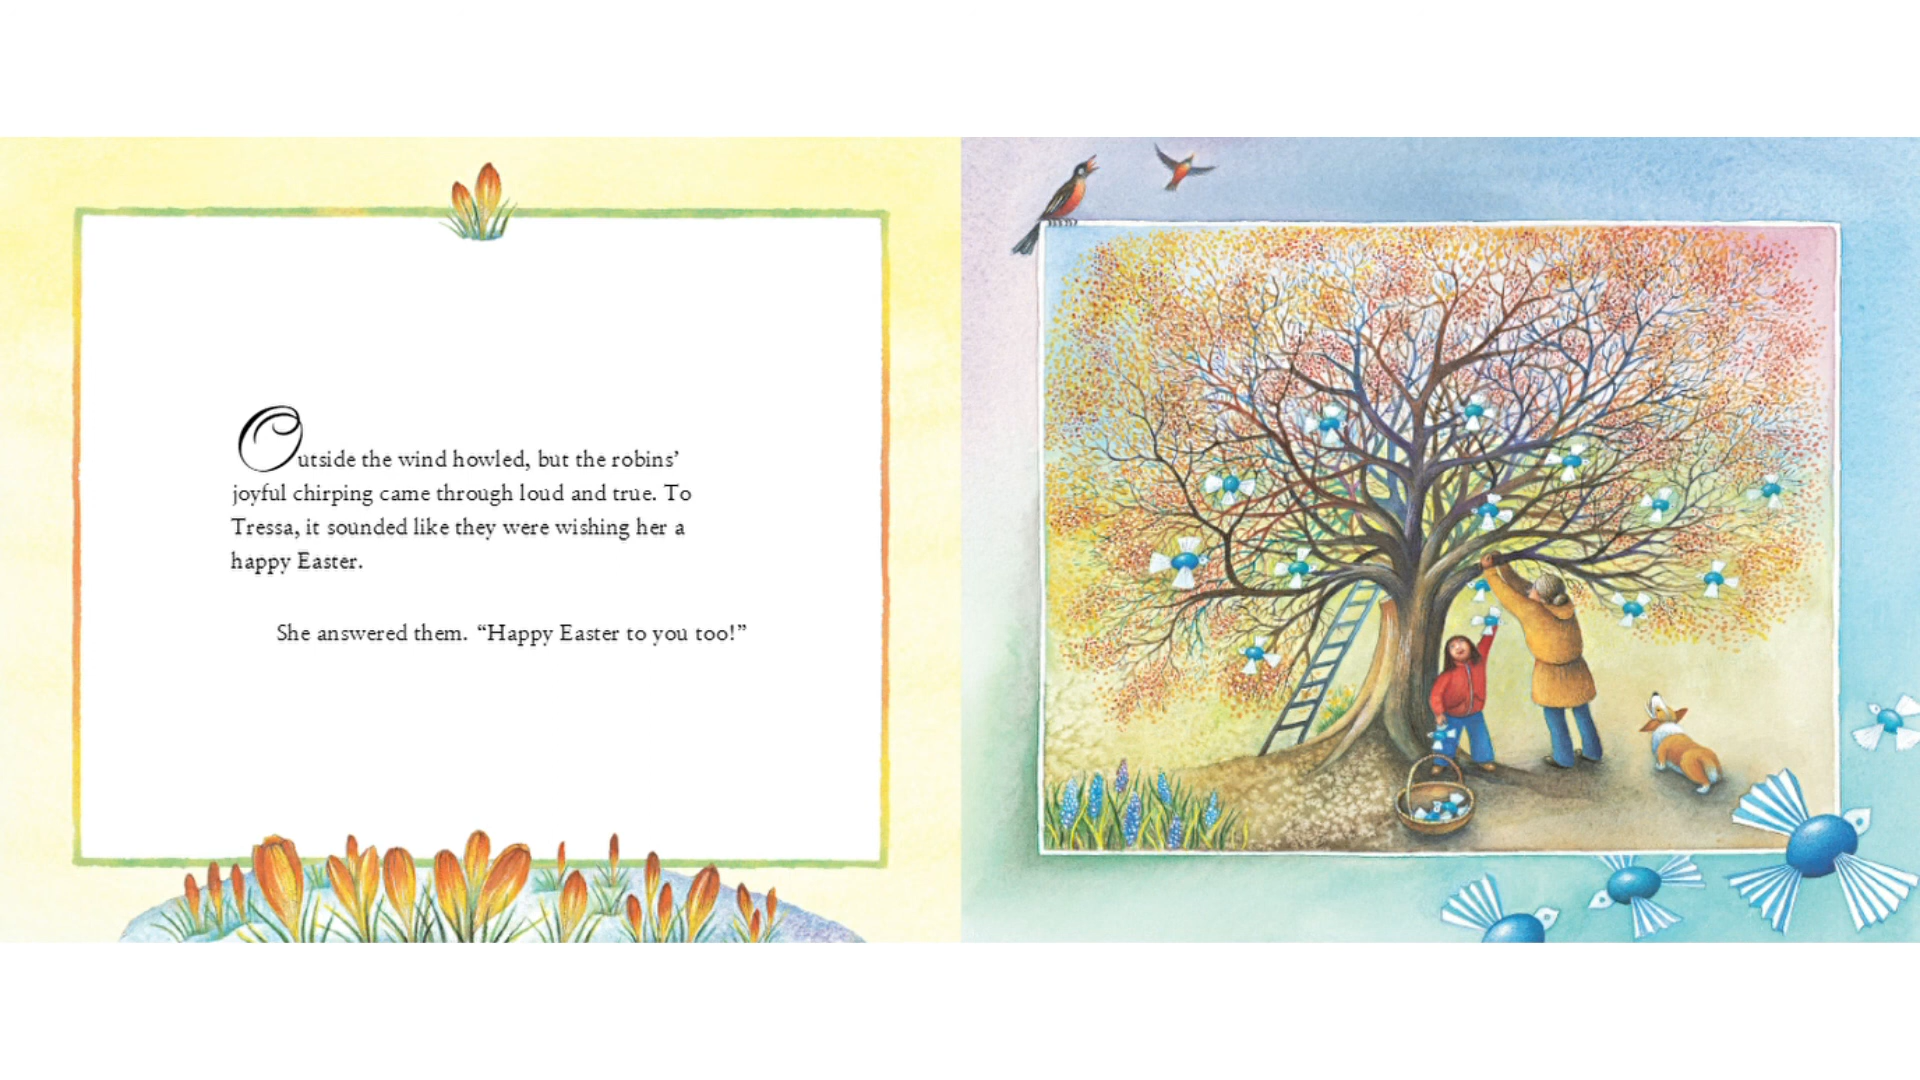 Outside the wind howled, but the robins’
joyful chirping came through loud and true. To
Tressa, it sounded like they were wishing her a
happy Easter.
She answered them. “Happy Easter to you too!”